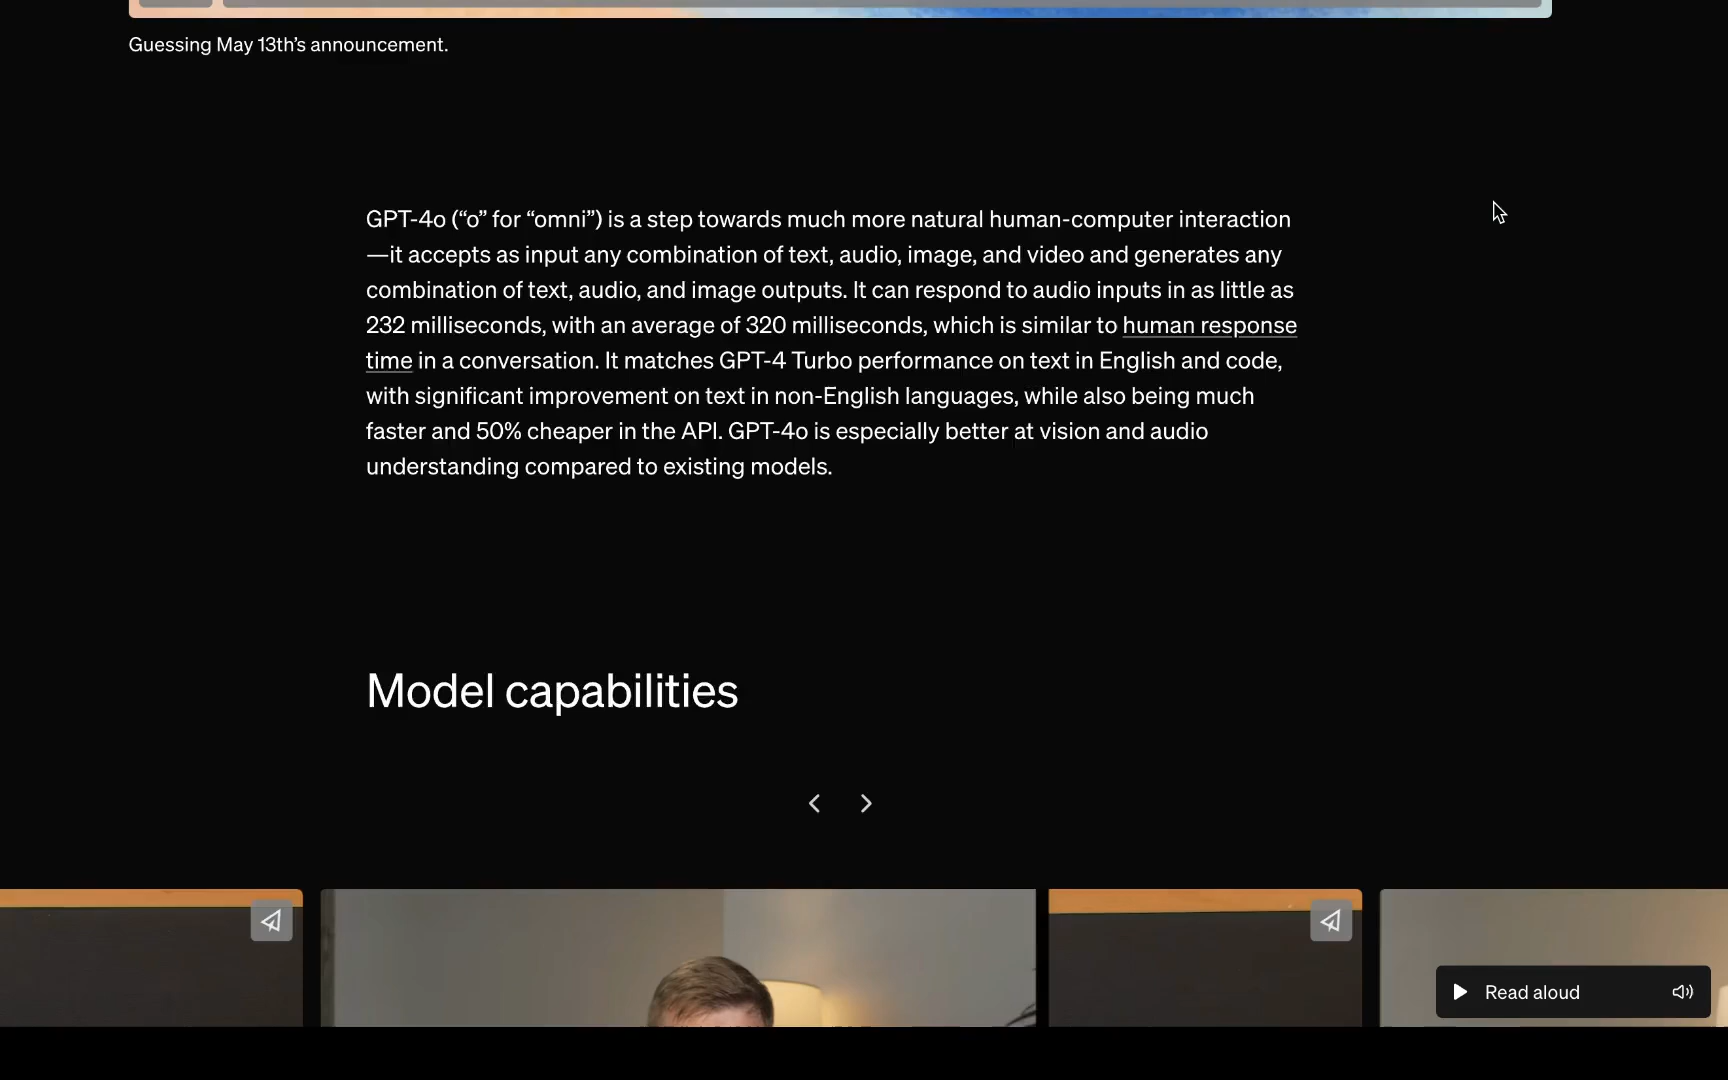 Guessing May 13th’s announcement.
GPT-4o (“o” for “omni”) is a step towards much more natural human-computer interaction
—it accepts as input any combination of text, audio, image, and video and generates any
combination of text, audio, and image outputs. It can respond to audio inputs in as little as
232 milliseconds, with an average of 320 milliseconds, which is similar to human response
time in a conversation. It matches GPT-4 Turbo performance on text in English and code,
with significant improvement on text in non-English languages, while also being much
faster and 50% cheaper in the API. GPT-4o is especially better at vision and audio
understanding compared to existing models.
Model capabilities
Read aloud